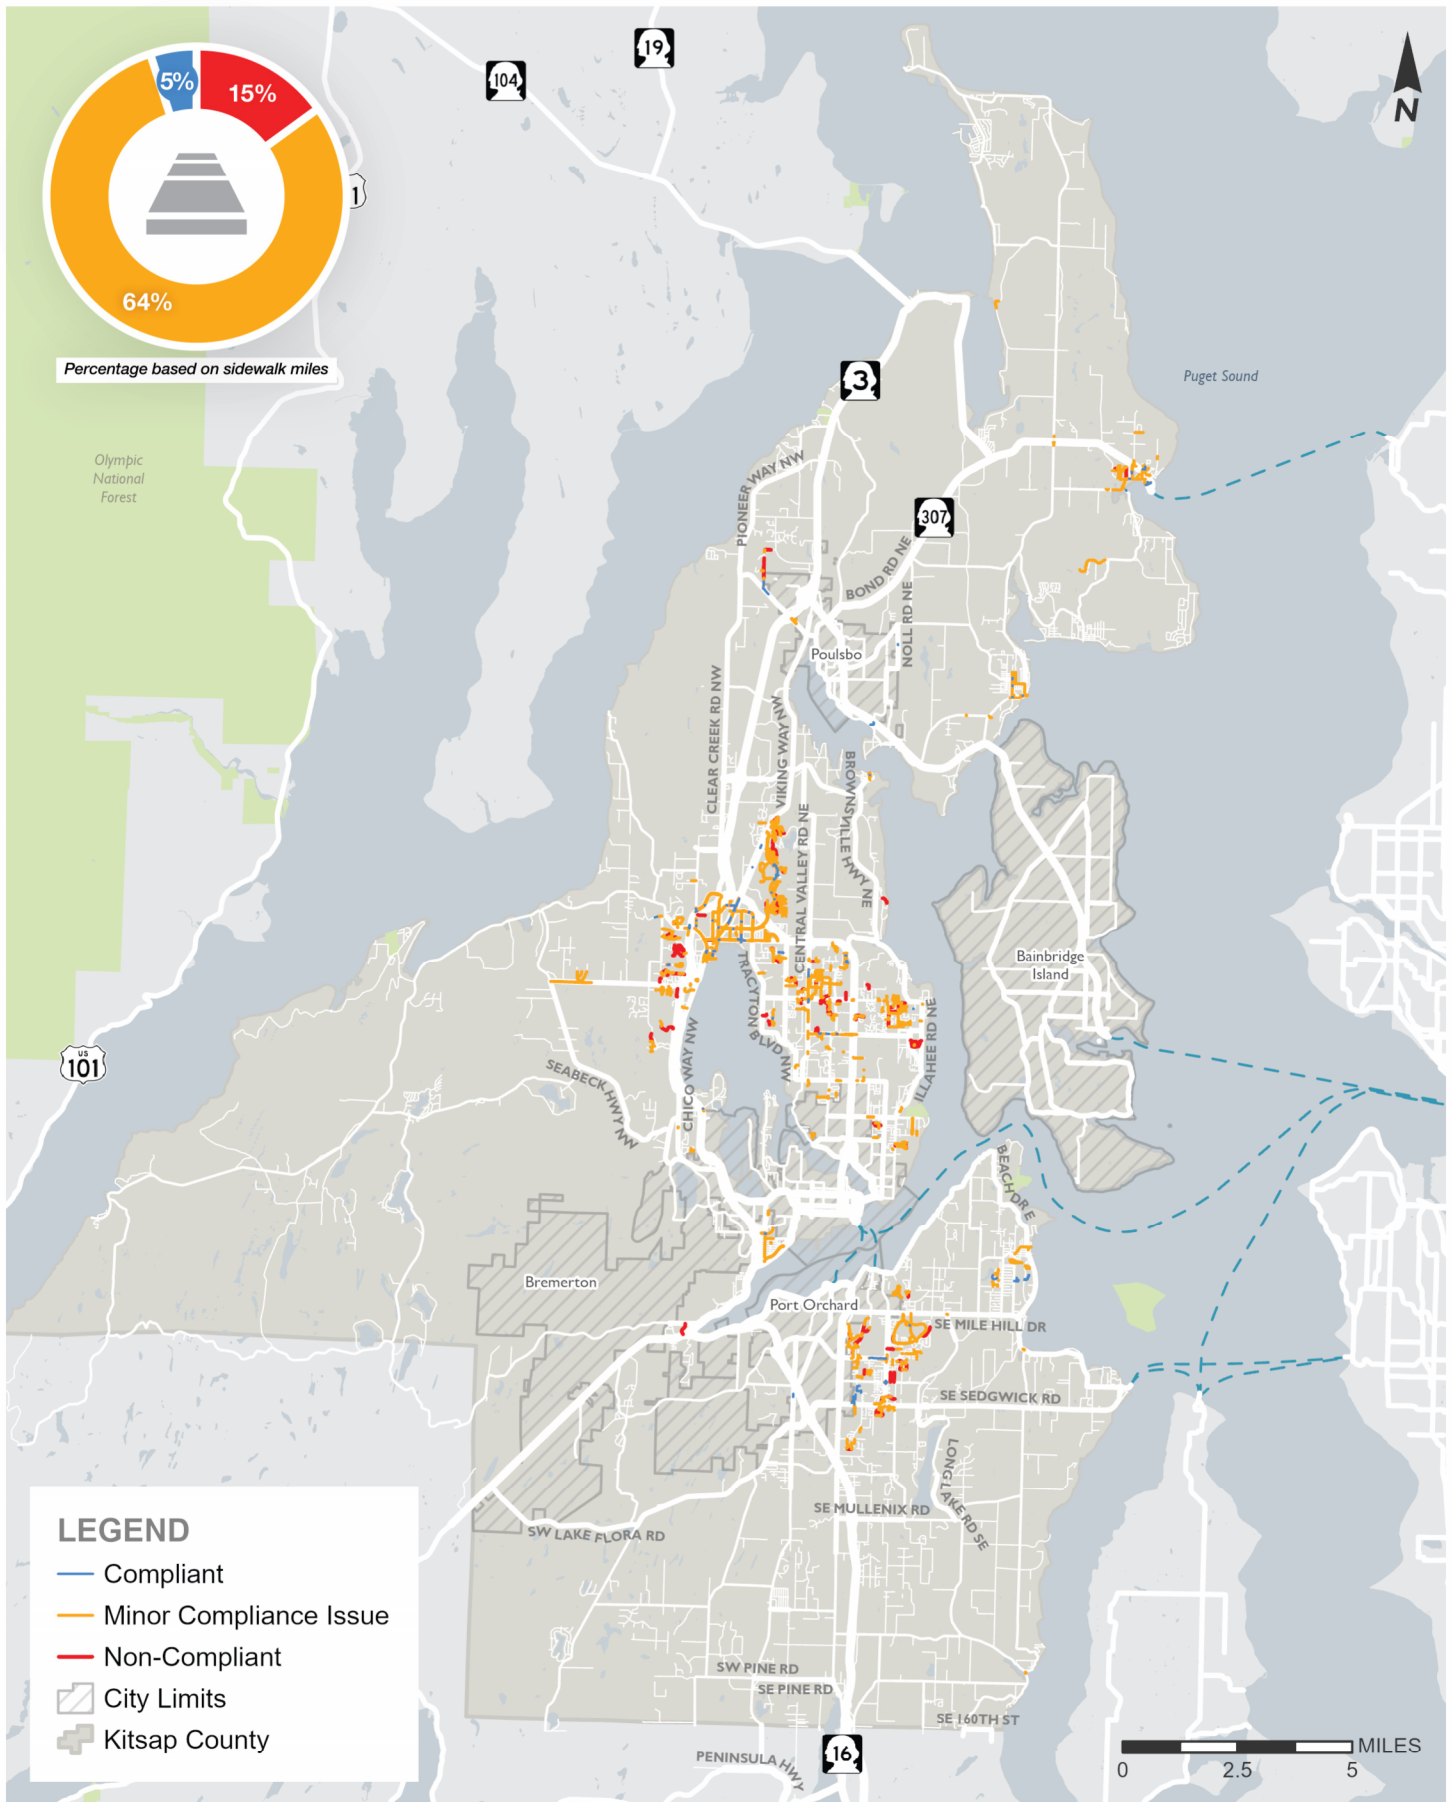 19
104
N
5%
15%
1
64%
Percentage based on sidewalk miles
3
Puget Sound
Olympic
National
Forest
PIONEER WAY NW
307
BOND RD NE
NOLL RD NE
Poulsbo
CLEAR CREEK RD NW
VIKING WAY NW
BROWNSVILLE HWY NE
CENTRAL VALLEY RD NE
Bainbridge
Island
TRACYTON BLVD NW
ILLAHEE RD NE
CHICO WAY NW
US
101
SEABECK HWY NW
BEACH DR E
Bremerton
Port Orchard
SE MILE HILL DR
SE SEDGWICK RD
LONG LAKE RD SE
SE MULLENIX RD
SW LAKE FLORA RD
LEGEND
Compliant
Minor Compliance Issue
Non-Compliant
City Limits
Kitsap County
SW PINE RD
SE PINE RD
SE 160TH ST
16
PENINSULA HWY
MILES
0
2.5
5